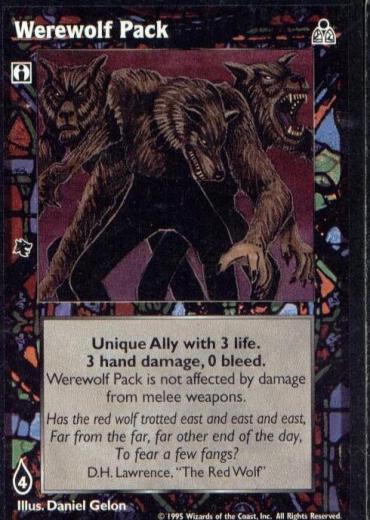 Werewolf Pack
Unique Ally with 3 life.
3 hand damage, 0 bleed.
Werewolf Pack is not affected by damage
from melee weapons.
Has the red wolf trotted east and east and east,
Far from the far, far other end of the day,
To fear a few fangs?
D.H. Lawrence, "The Red Wolf"
4
Illus. Daniel Gelon
© 1995 Wizards of the Coast, Inc. All Rights Reserved.